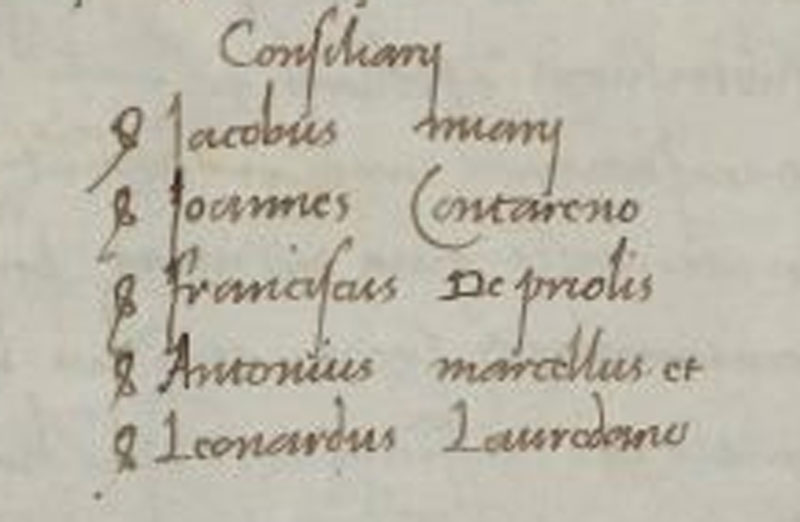 Consiliarij
Jacobus
Joannes Contareno
Franciscus De priolis
Antonius marcellus et
Leonardus Lauredano